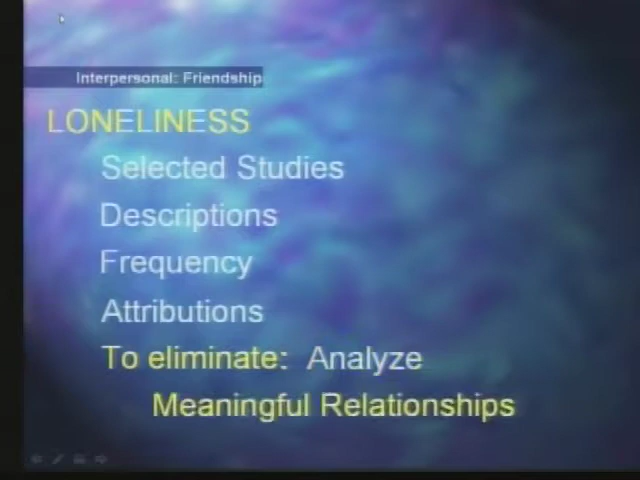 Interpersonal: Friendship
LONELINESS
Selected Studies
Descriptions
Frequency
Attributions
To eliminate: Analyze
Meaningful Relationships